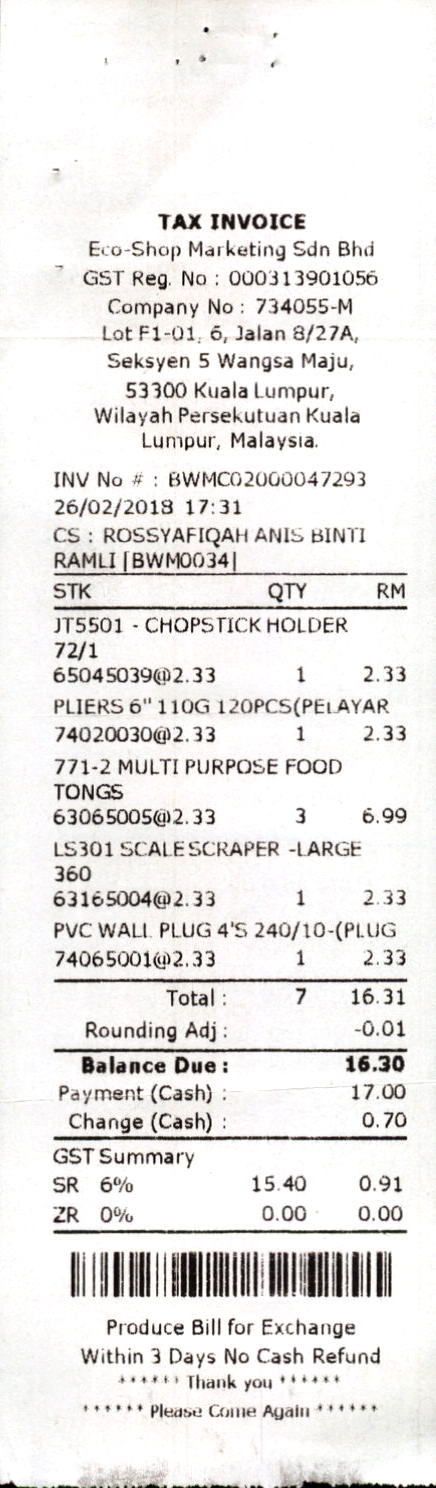 TAX INVOICE
Eco-Shop Marketing Sdn Bhd
GST Reg. No : 000313901056
Company No : 734055-M
Lot F1-01, 6, Jalan 8/27A,
Seksyen 5 Wangsa Maju,
53300 Kuala Lumpur,
Wilayah Persekutuan Kuala
Lumpur, Malaysia.
INV No # : BWMC02000047293
26/02/2018 17:31
CS : ROSSYAFIQAH ANIS BINTI
RAMLI [BWM0034]
STK QTY RM
JT5501 - CHOPSTICK HOLDER
72/1
65045039@2.33 1 2.33
PLIERS 6" 110G 120PCS(PELAYAR
74020030@2.33 1 2.33
771-2 MULTI PURPOSE FOOD
TONGS
63065005@2.33 3 6.99
LS301 SCALE SCRAPER -LARGE
360
63165004@2.33 1 2.33
PVC WALL PLUG 4'S 240/10-(PLUG
74065001@2.33 1 2.33
Total : 7 16.31
Rounding Adj : -0.01
Balance Due : 16.30
Payment (Cash) : 17.00
Change (Cash) : 0.70
GST Summary
SR 6% 15.40 0.91
ZR 0% 0.00 0.00
Produce Bill for Exchange
Within 3 Days No Cash Refund
****** Thank you ******
****** Please Come Again ******